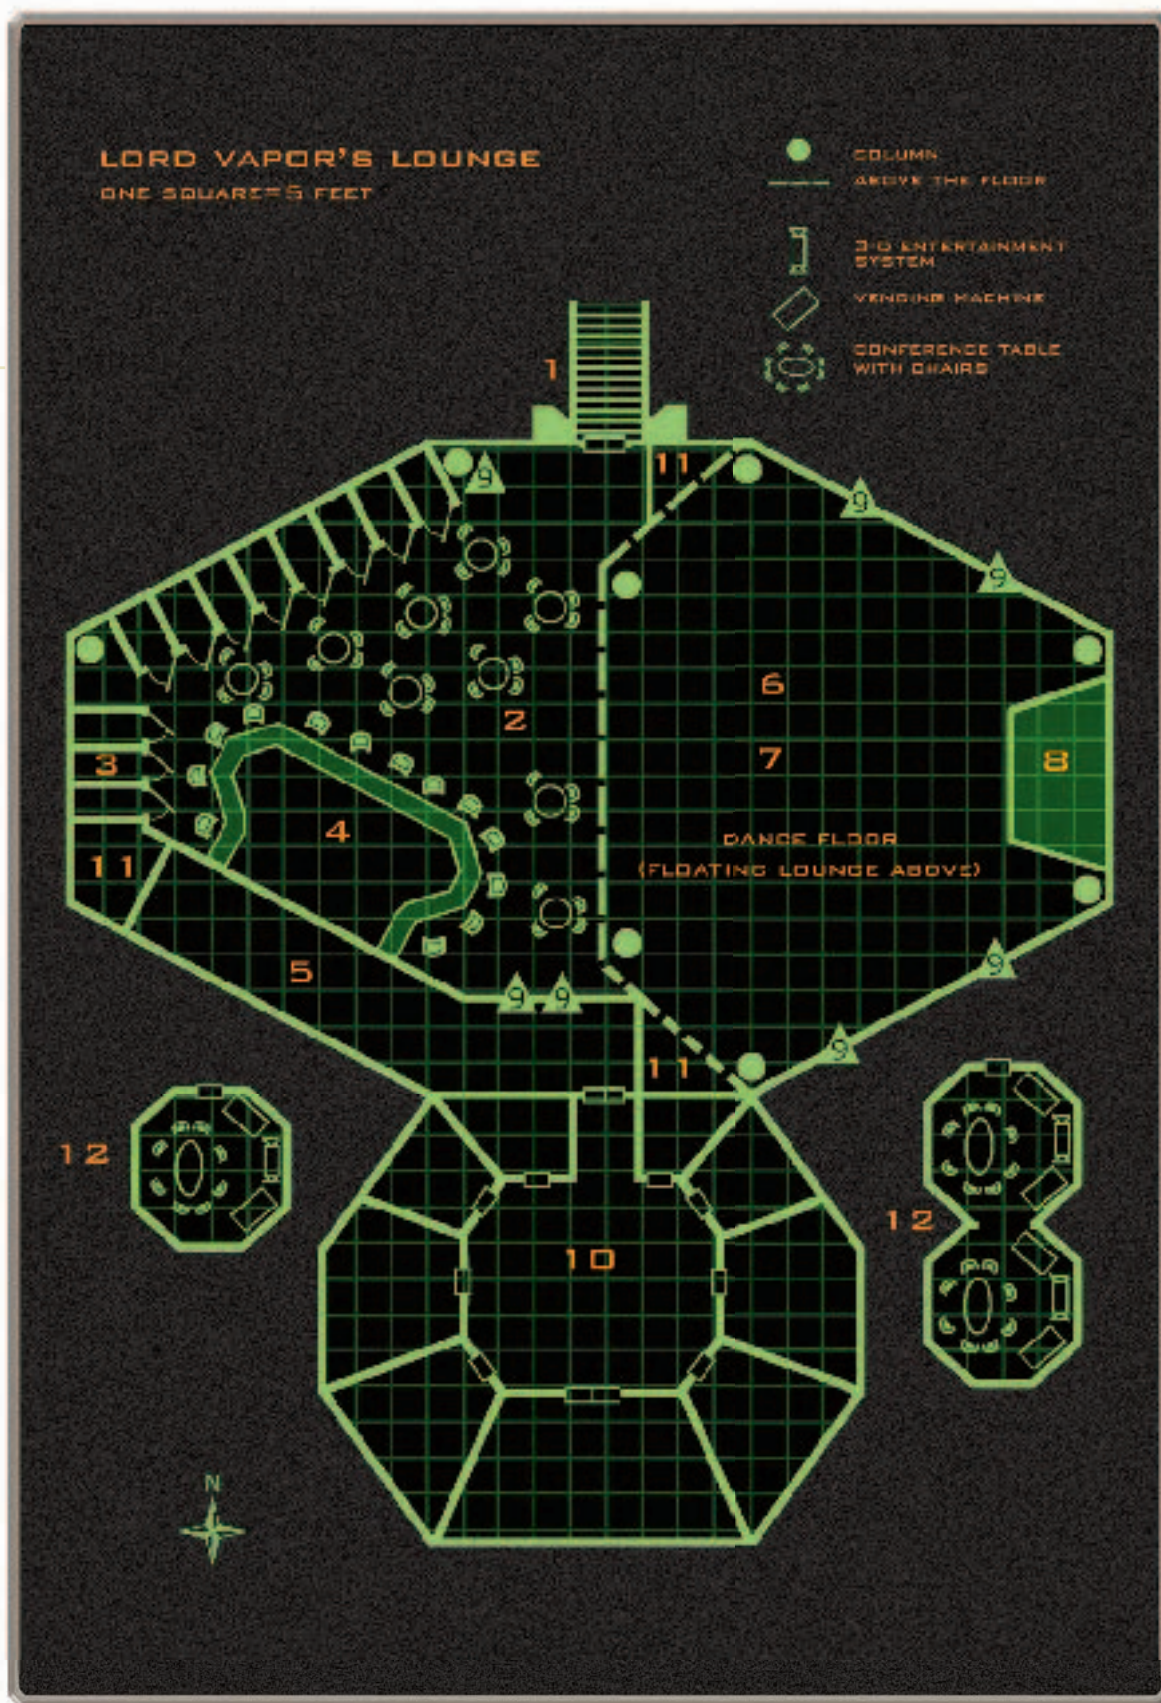 LORD VAPOR'S LOUNGE
ONE SQUARE=5 FEET
COLUMN
ABOVE THE FLOOR
3-D ENTERTAINMENT
SYSTEM
VENDING MACHINE
CONFERENCE TABLE
WITH CHAIRS
1
11
9
9
9
6
2
7
3
8
4
DANCE FLOOR
(FLOATING LOUNGE ABOVE)
11
5
9
9
9
9
11
12
12
10
N